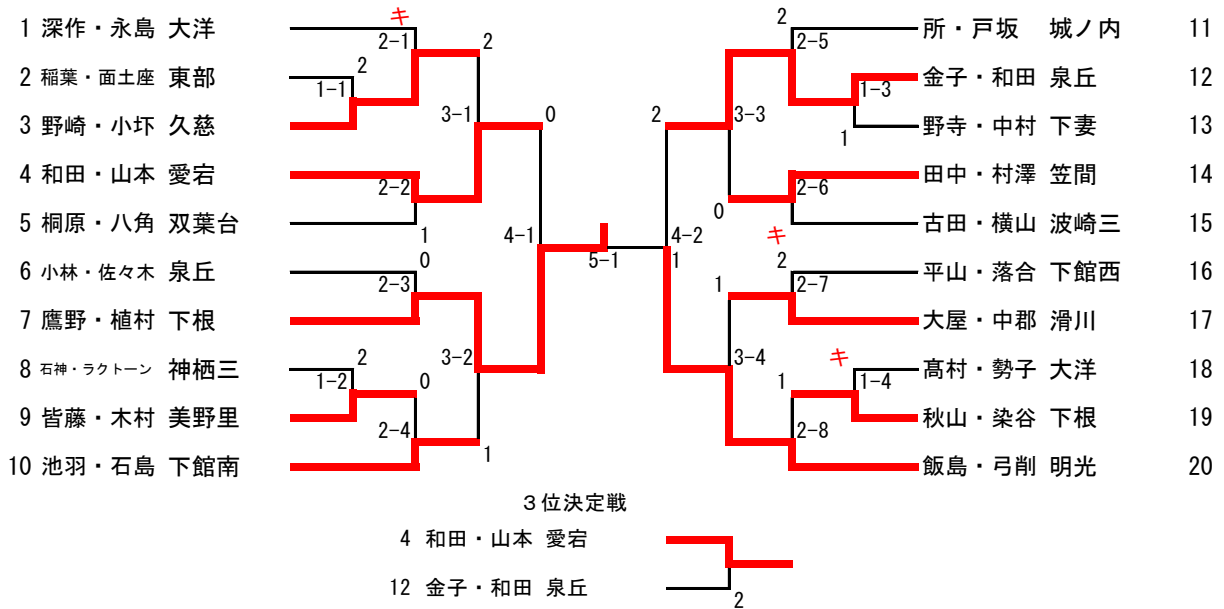 1 深作・永島 大洋
2 稲葉・面土座 東部
3 野崎・小圷 久慈
4 和田・山本 愛宕
5 桐原・八角 双葉台
6 小林・佐々木 泉丘
7 鷹野・植村 下根
8 石神・ラクトーン 神栖三
9 皆藤・木村 美野里
10 池羽・石島 下館南
キ
2-1
2
2
1-1
3-1
0
2-2
1
4-1
0
2-3
3-2
2
1-2
0
2-4
1
5-1
2
2-5
1-3
1
2
3-3
2-6
0
キ
4-2
1
2
2-7
1
3-4
キ
1
1-4
2-8
所・戸坂 城ノ内 11
金子・和田 泉丘 12
野寺・中村 下妻 13
田中・村澤 笠間 14
古田・横山 波崎三 15
平山・落合 下館西 16
大屋・中郡 滑川 17
髙村・勢子 大洋 18
秋山・染谷 下根 19
飯島・弓削 明光 20
3位決定戦
4 和田・山本 愛宕
12 金子・和田 泉丘
2